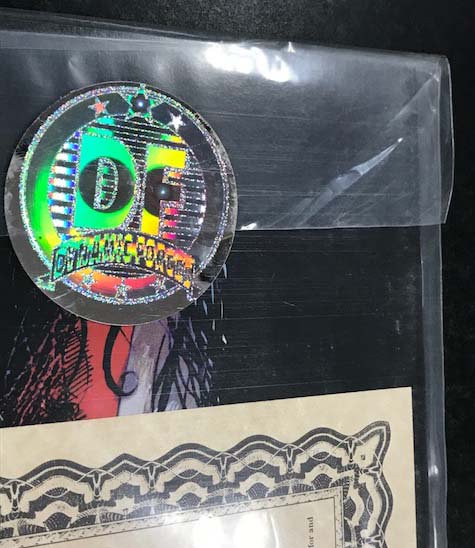 DF
DYNAMIC FORCES
for and